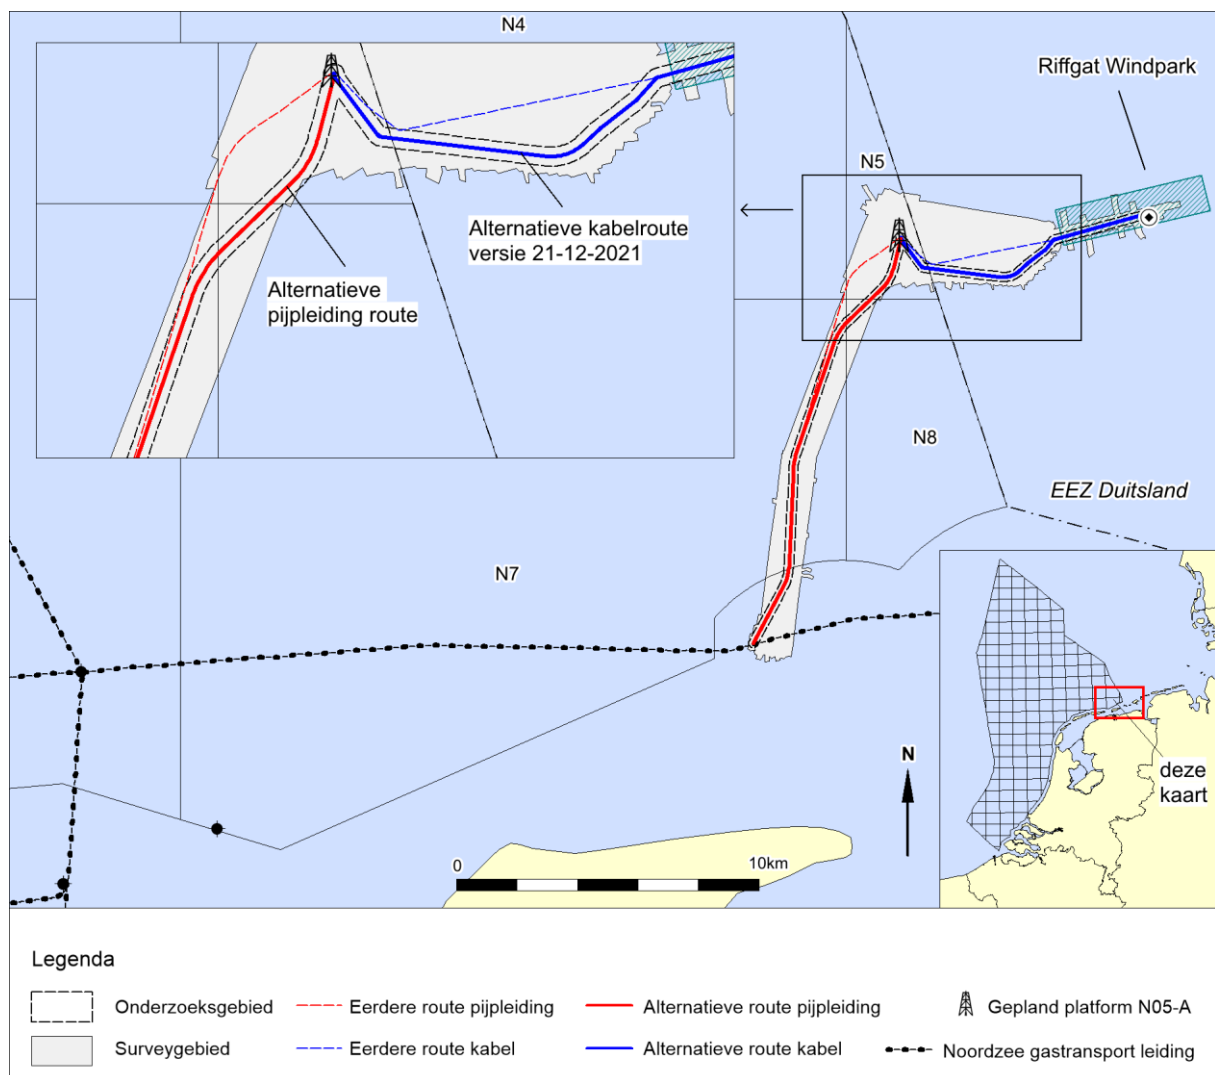 N4
Riffgat Windpark
N5
Alternatieve kabelroute
versie 21-12-2021
Alternatieve
pijpleiding route
N8
EEZ Duitsland
N7
N
deze
kaart
0
10km
Legenda
Onderzoeksgebied
Eerdere route pijpleiding
Alternatieve route pijpleiding
Gepland platform N05-A
Surveygebied
Eerdere route kabel
Alternatieve route kabel
Noordzee gastransport leiding